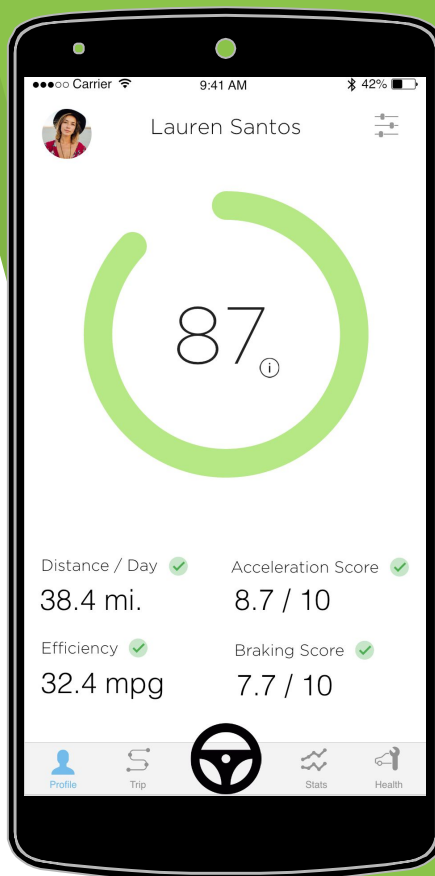 Carrier 9:41 AM 42%
Lauren Santos
87
i
Distance / Day Acceleration Score
38.4 mi. 8.7 / 10
Efficiency Braking Score
32.4 mpg 7.7 / 10
Profile Trip Stats Health